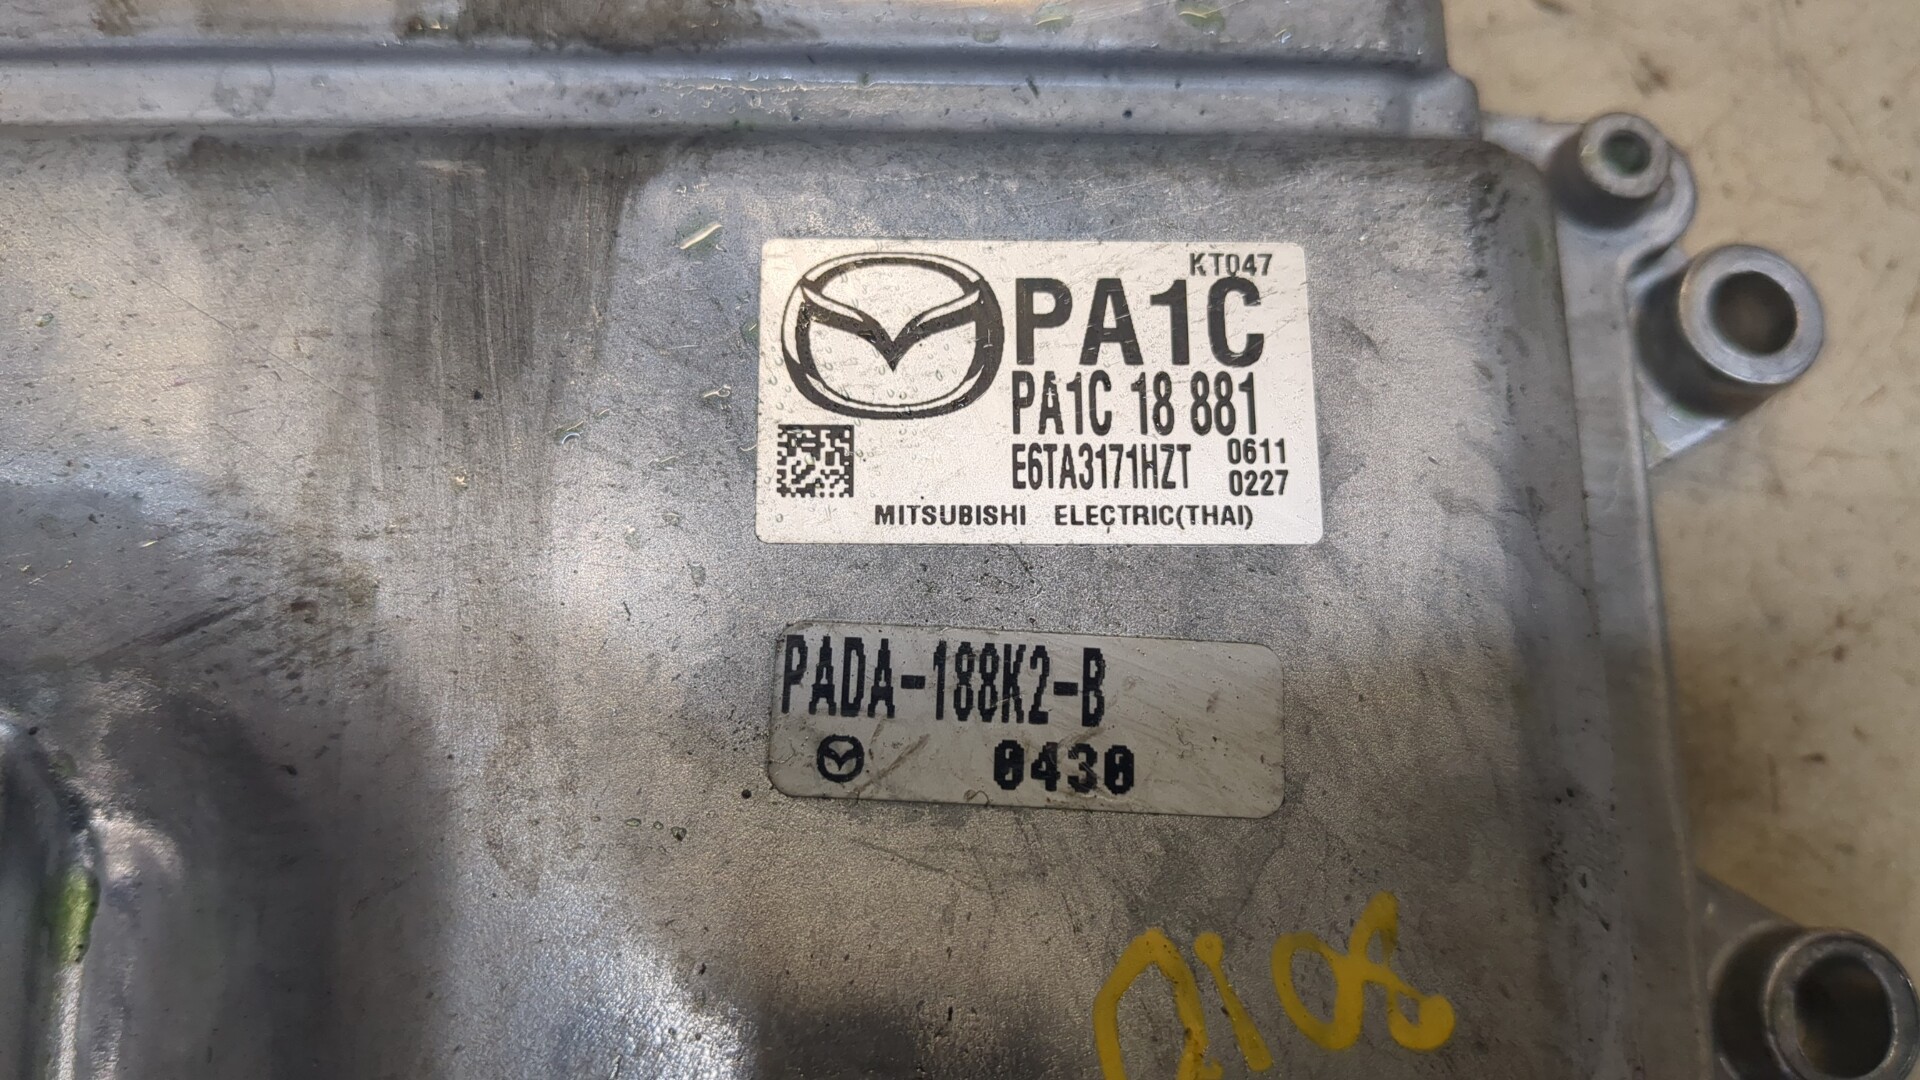 KT047
PA1C
PA1C 18 881
E6TA3171HZT 0611
0227
MITSUBISHI ELECTRIC(THAI)
PADA-188K2-B
0430